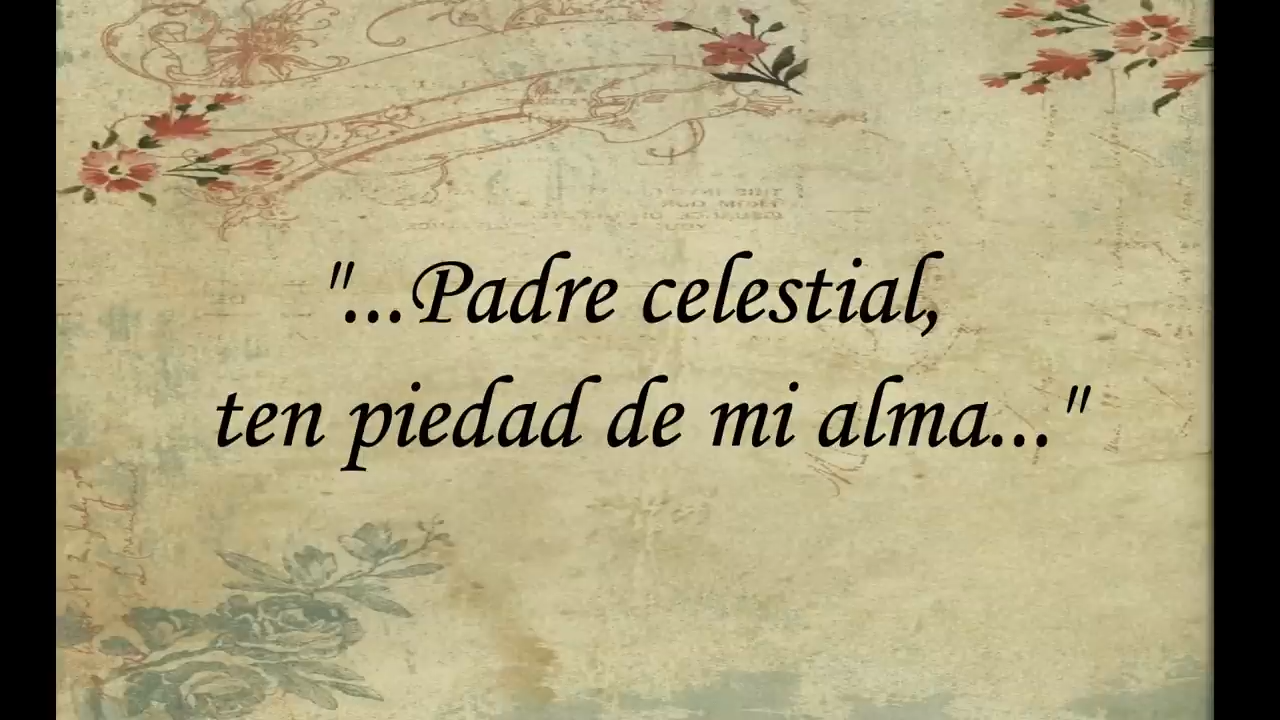 "...Padre celestial,
ten piedad de mi alma..."